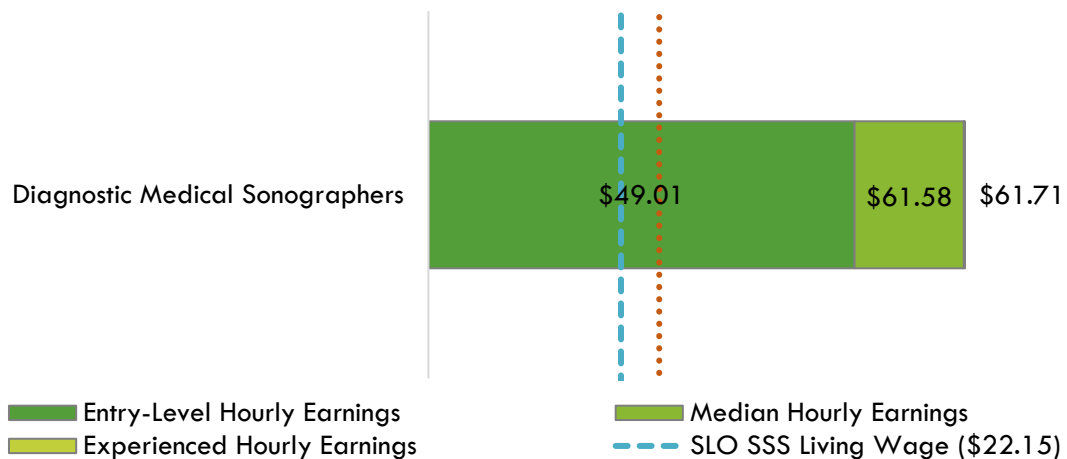 Diagnostic Medical Sonographers $49.01 $61.58 $61.71
Entry-Level Hourly Earnings Median Hourly Earnings
Experienced Hourly Earnings SLO SSS Living Wage ($22.15)